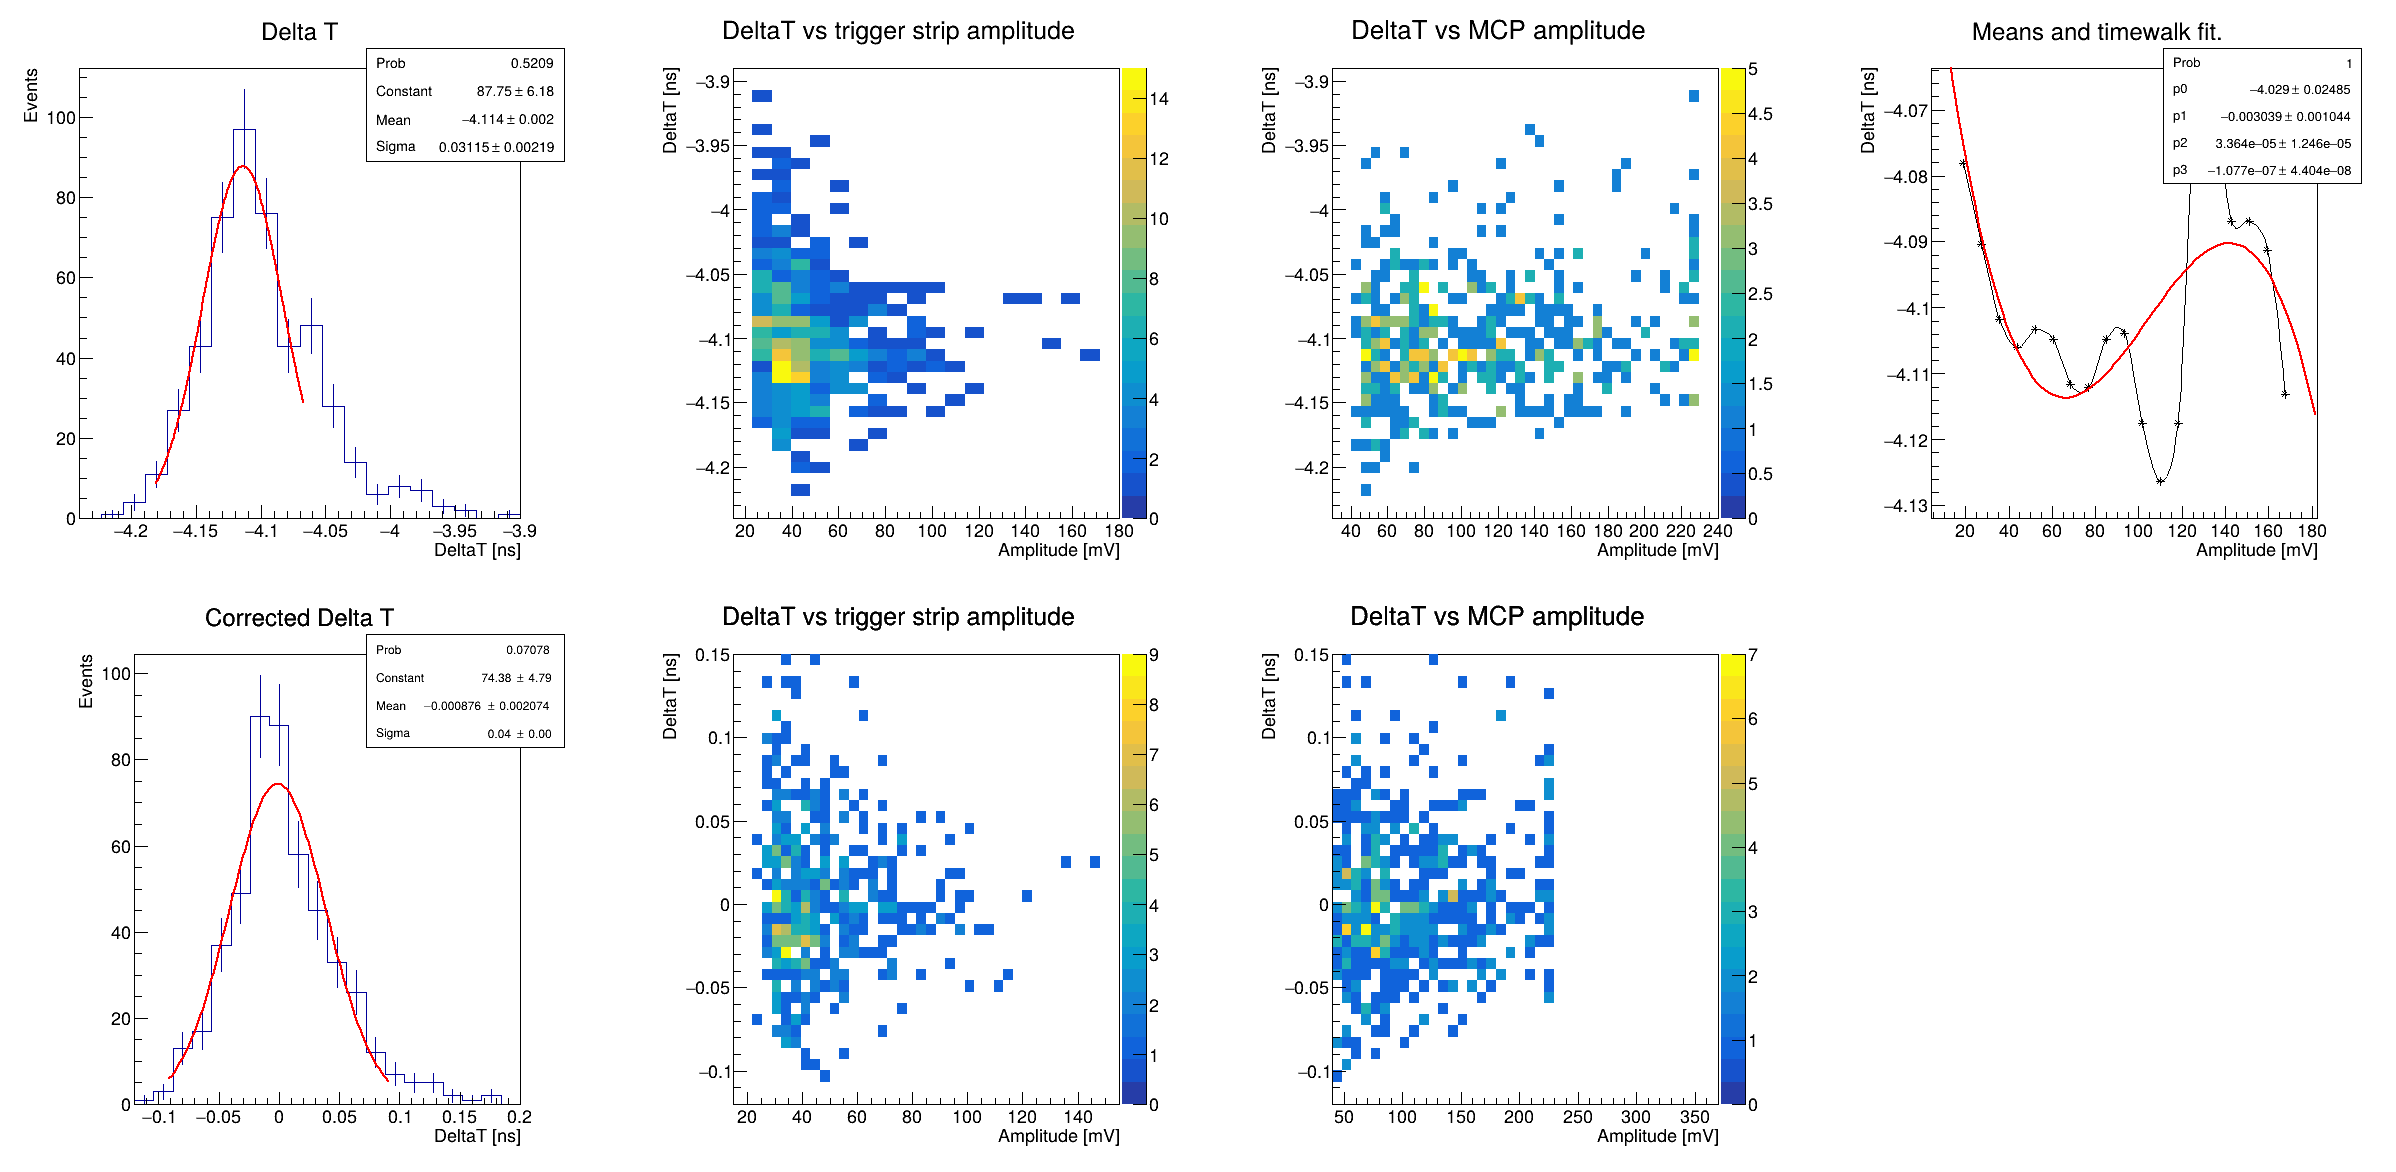 Delta T
Events
Prob 0.5209
Constant 87.75 ± 6.18
Mean −4.114 ± 0.002
Sigma 0.03115 ± 0.00219
100
80
60
40
20
0
−4.2 −4.15 −4.1 −4.05 −4 −3.95 −3.9
DeltaT [ns]
DeltaT vs trigger strip amplitude
DeltaT [ns]
−3.9
−3.95
−4
−4.05
−4.1
−4.15
−4.2
20 40 60 80 100 120 140 160 180
Amplitude [mV]
14
12
10
8
6
4
2
0
DeltaT vs MCP amplitude
DeltaT [ns]
−3.9
−3.95
−4
−4.05
−4.1
−4.15
−4.2
40 60 80 100 120 140 160 180 200 220 240
Amplitude [mV]
5
4.5
4
3.5
3
2.5
2
1.5
1
0.5
0
Means and timewalk fit.
DeltaT [ns]
Prob 1
p0 −4.029 ± 0.02485
p1 −0.003039 ± 0.001044
p2 3.364e−05 ± 1.246e−05
p3 −1.077e−07 ± 4.404e−08
−4.07
−4.08
−4.09
−4.1
−4.11
−4.12
−4.13
20 40 60 80 100 120 140 160 180
Amplitude [mV]
Corrected Delta T
Events
Prob 0.07078
Constant 74.38 ± 4.79
Mean −0.000876 ± 0.002074
Sigma 0.04 ± 0.00
100
80
60
40
20
0
−0.1 −0.05 0 0.05 0.1 0.15 0.2
DeltaT [ns]
DeltaT vs trigger strip amplitude
DeltaT [ns]
0.15
0.1
0.05
0
−0.05
−0.1
20 40 60 80 100 120 140
Amplitude [mV]
9
8
7
6
5
4
3
2
1
0
DeltaT vs MCP amplitude
DeltaT [ns]
0.15
0.1
0.05
0
−0.05
−0.1
50 100 150 200 250 300 350
Amplitude [mV]
7
6
5
4
3
2
1
0